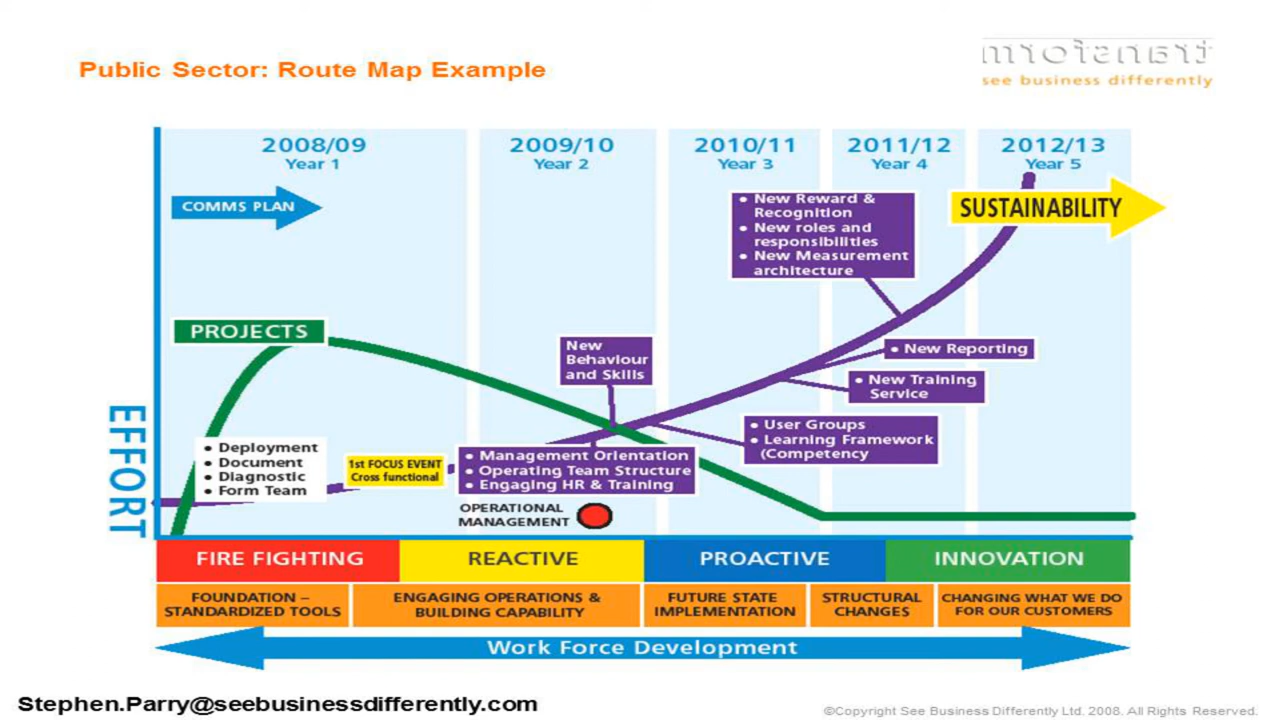 Public Sector: Route Map Example
transform
see business differently
2008/09
Year 1
2009/10
Year 2
2010/11
Year 3
2011/12
Year 4
2012/13
Year 5
COMMS PLAN
• New Reward &
Recognition
• New roles and
responsibilities
• New Measurement
architecture
SUSTAINABILITY
PROJECTS
New
Behaviour
and Skills
• New Reporting
• New Training
Service
• User Groups
• Learning Framework
(Competency
EFFORT
• Deployment
• Document
• Diagnostic
• Form Team
1st FOCUS EVENT
Cross functional
• Management Orientation
• Operating Team Structure
• Engaging HR & Training
OPERATIONAL
MANAGEMENT
FIRE FIGHTING
REACTIVE
PROACTIVE
INNOVATION
FOUNDATION –
STANDARDIZED TOOLS
ENGAGING OPERATIONS &
BUILDING CAPABILITY
FUTURE STATE
IMPLEMENTATION
STRUCTURAL
CHANGES
CHANGING WHAT WE DO
FOR OUR CUSTOMERS
Work Force Development
Stephen.Parry@seebusinessdifferently.com
©Copyright See Business Differently Ltd. 2008. All Rights Reserved.